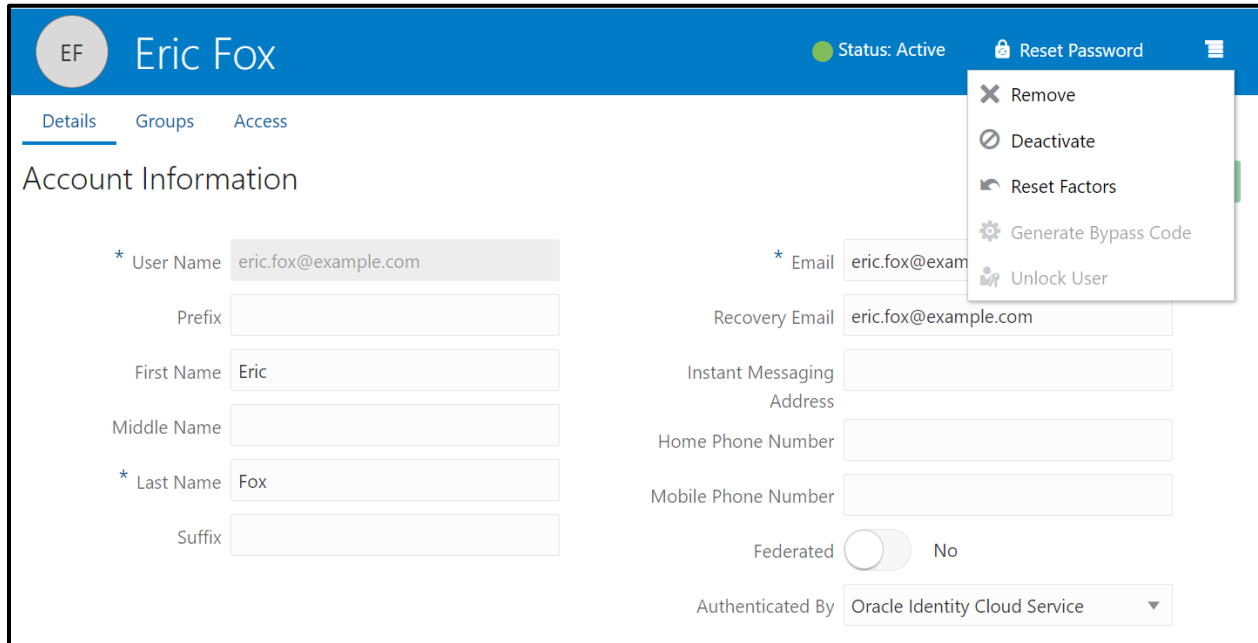 EF
Eric Fox
Status: Active
Reset Password
Remove
Deactivate
Reset Factors
Generate Bypass Code
Unlock User
Details Groups Access
Account Information
* User Name eric.fox@example.com
Prefix
First Name Eric
Middle Name
* Last Name Fox
Suffix
* Email eric.fox@exam
Recovery Email eric.fox@example.com
Instant Messaging
Address
Home Phone Number
Mobile Phone Number
Federated No
Authenticated By Oracle Identity Cloud Service